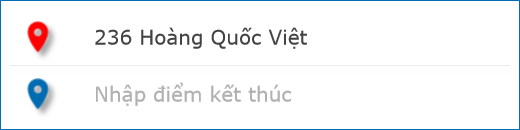 236 Hoàng Quốc Việt
Nhập điểm kết thúc